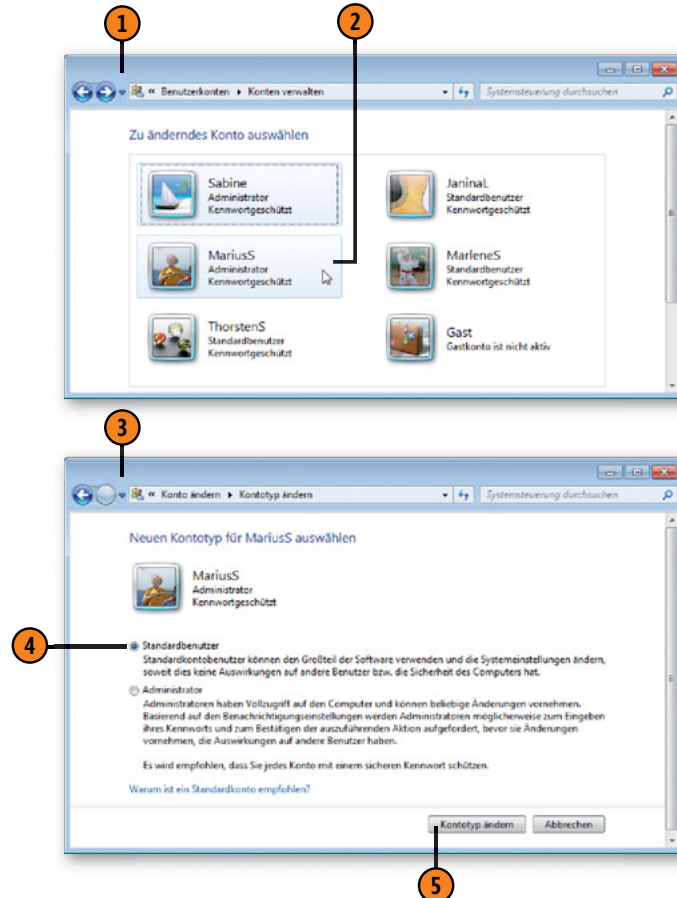 1
2
« Benutzerkonten ▸ Konten verwalten
Systemsteuerung durchsuchen
Zu änderndes Konto auswählen
Sabine
Administrator
Kennwortgeschützt
JaninaL
Standardbenutzer
Kennwortgeschützt
MariusS
Administrator
Kennwortgeschützt
MarleneS
Standardbenutzer
Kennwortgeschützt
ThorstenS
Standardbenutzer
Kennwortgeschützt
Gast
Gastkonto ist nicht aktiv
3
« Konto ändern ▸ Kontotyp ändern
Systemsteuerung durchsuchen
Neuen Kontotyp für MariusS auswählen
MariusS
Administrator
Kennwortgeschützt
4
Standardbenutzer
Standardkontobenutzer können den Großteil der Software verwenden und die Systemeinstellungen ändern,
soweit dies keine Auswirkungen auf andere Benutzer bzw. die Sicherheit des Computers hat.
Administrator
Administratoren haben Vollzugriff auf den Computer und können beliebige Änderungen vornehmen.
Basierend auf den Benachrichtigungseinstellungen werden Administratoren möglicherweise zum Eingeben
ihres Kennworts und zum Bestätigen der auszuführenden Aktion aufgefordert, bevor sie Änderungen
vornehmen, die Auswirkungen auf andere Benutzer haben.
Es wird empfohlen, dass Sie jedes Konto mit einem sicheren Kennwort schützen.
Warum ist ein Standardkonto empfohlen?
Kontotyp ändern
Abbrechen
5